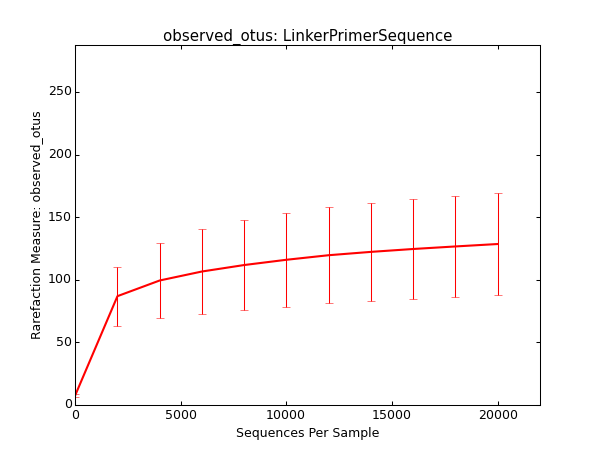 observed_otus: LinkerPrimerSequence
Rarefaction Measure: observed_otus
250
200
150
100
50
0
0 5000 10000 15000 20000
Sequences Per Sample